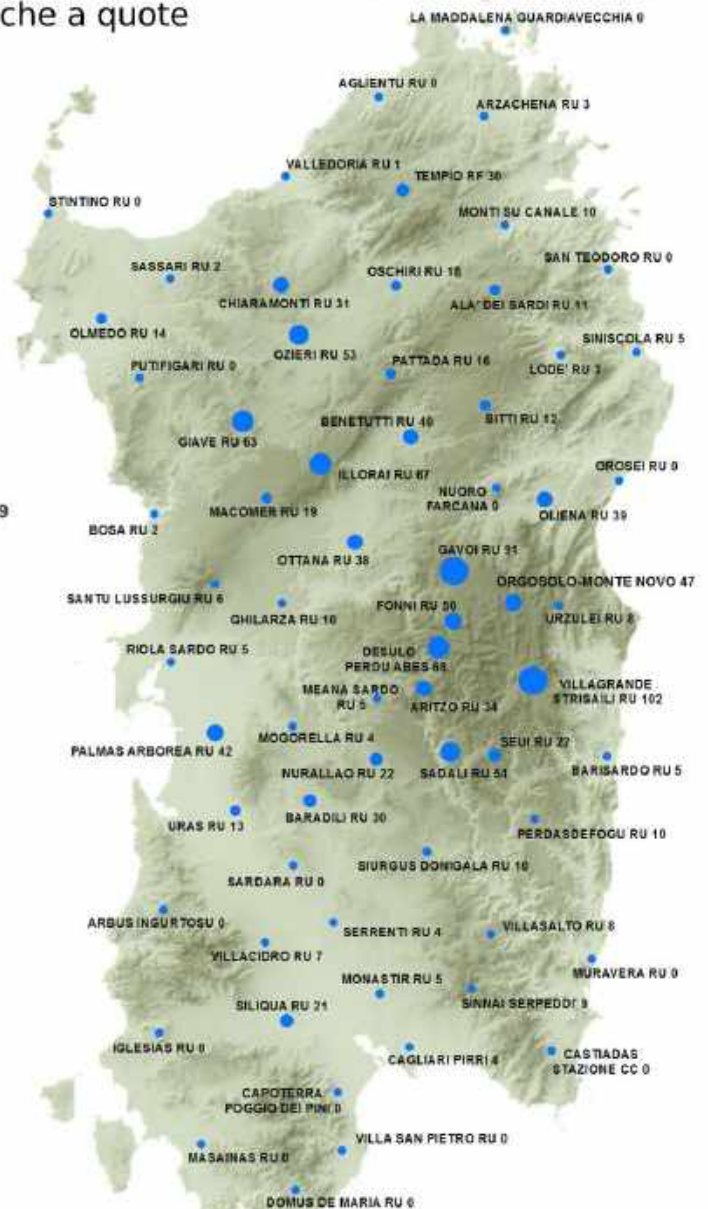 che a quote
LA MADDALENA GUARDIAVECCHIA 0
AGLIENTU RU 0
ARZACHENA RU 3
VALLEDORIA RU 1
TEMPIO RF 30
STINTINO RU 0
MONTI SU CANALE 10
SAN TEODORO RU 0
SASSARI RU 2
OSCHIRI RU 18
CHIARAMONTI RU 31
ALA' DEI SARDI RU 11
OLMEDO RU 14
SINISCOLA RU 5
OZIERI RU 53
PUTIFIGARI RU 0
PATTADA RU 16
LODE' RU 3
BENETUTTI RU 40
BITTI RU 12
GIAVE RU 63
ILLORAI RU 67
OROSEI RU 0
NUORO
FARCANA 0
9
MACOMER RU 19
OLIENA RU 39
BOSA RU 2
OTTANA RU 38
GAVOI RU 91
ORGOSOLO-MONTE NOVO 47
SANTU LUSSURGIU RU 6
GHILARZA RU 10
FONNI RU 50
URZULEI RU 8
RIOLA SARDO RU 5
DESULO
PERDU ABES 68
MEANA SARDO
RU 5
ARITZO RU 34
VILLAGRANDE
STRISAILI RU 102
MOGORELLA RU 4
SEUI RU 27
PALMAS ARBOREA RU 42
NURALLAO RU 22
SADALI RU 54
BARISARDO RU 5
URAS RU 13
BARADILI RU 30
PERDASDEFOGU RU 10
SIURGUS DONIGALA RU 10
SARDARA RU 0
ARBUS INGURTOSU 0
SERRENTI RU 4
VILLASALTO RU 8
VILLACIDRO RU 7
MURAVERA RU 0
MONASTIR RU 5
SINNAI SERPEDDI' 9
SILIQUA RU 21
IGLESIAS RU 0
CAGLIARI PIRRI 4
CASTIADAS
STAZIONE CC 0
CAPOTERRA
POGGIO DEI PINI 0
VILLA SAN PIETRO RU 0
MASAINAS RU 0
DOMUS DE MARIA RU 0